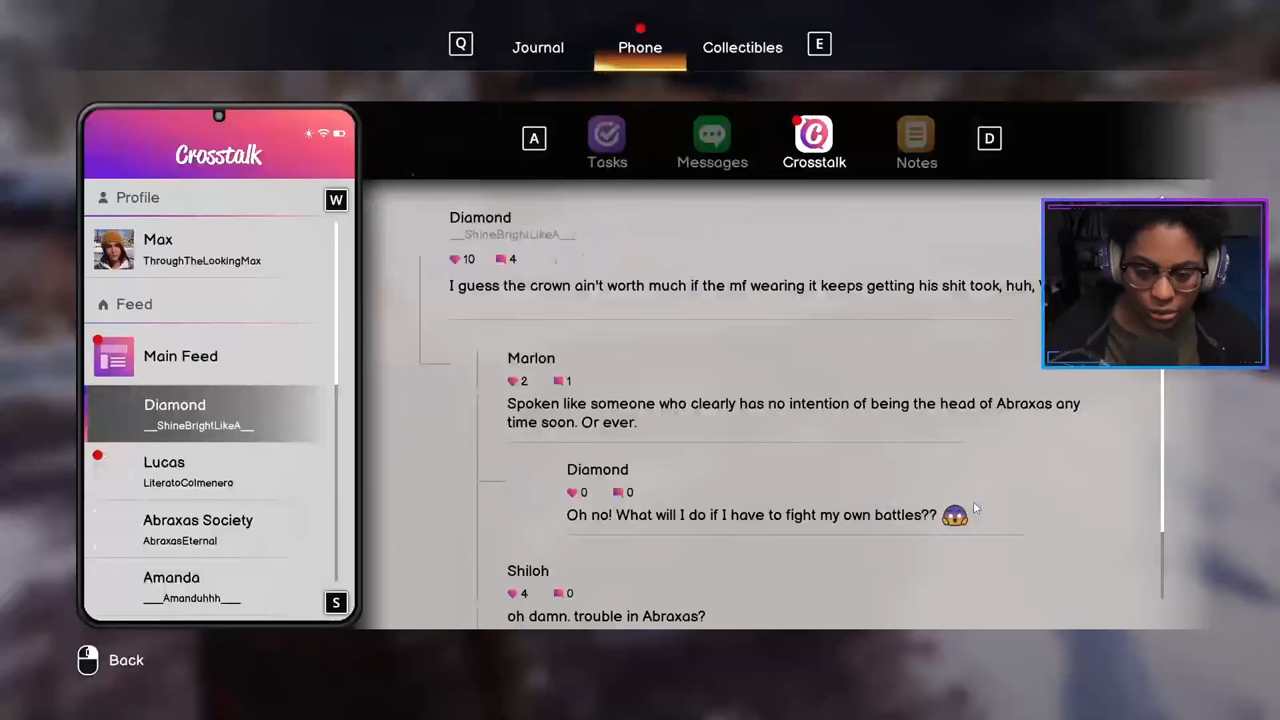 Q
Journal
Phone
Collectibles
E
Crosstalk
A
Tasks
Messages
Crosstalk
Notes
D
Profile
W
Max
ThroughTheLookingMax
Feed
Main Feed
Diamond
__ShineBrightLikeA__
Lucas
LiteratoColmenero
Abraxas Society
AbraxasEternal
Amanda
____Amanduhhh____
S
Diamond
__ShineBrightLikeA__
10 4
I guess the crown ain't worth much if the mf wearing it keeps getting his shit took, huh,
Marlon
2 1
Spoken like someone who clearly has no intention of being the head of Abraxas any
time soon. Or ever.
Diamond
0 0
Oh no! What will I do if I have to fight my own battles?? 😱
Shiloh
4 0
oh damn. trouble in Abraxas?
Back